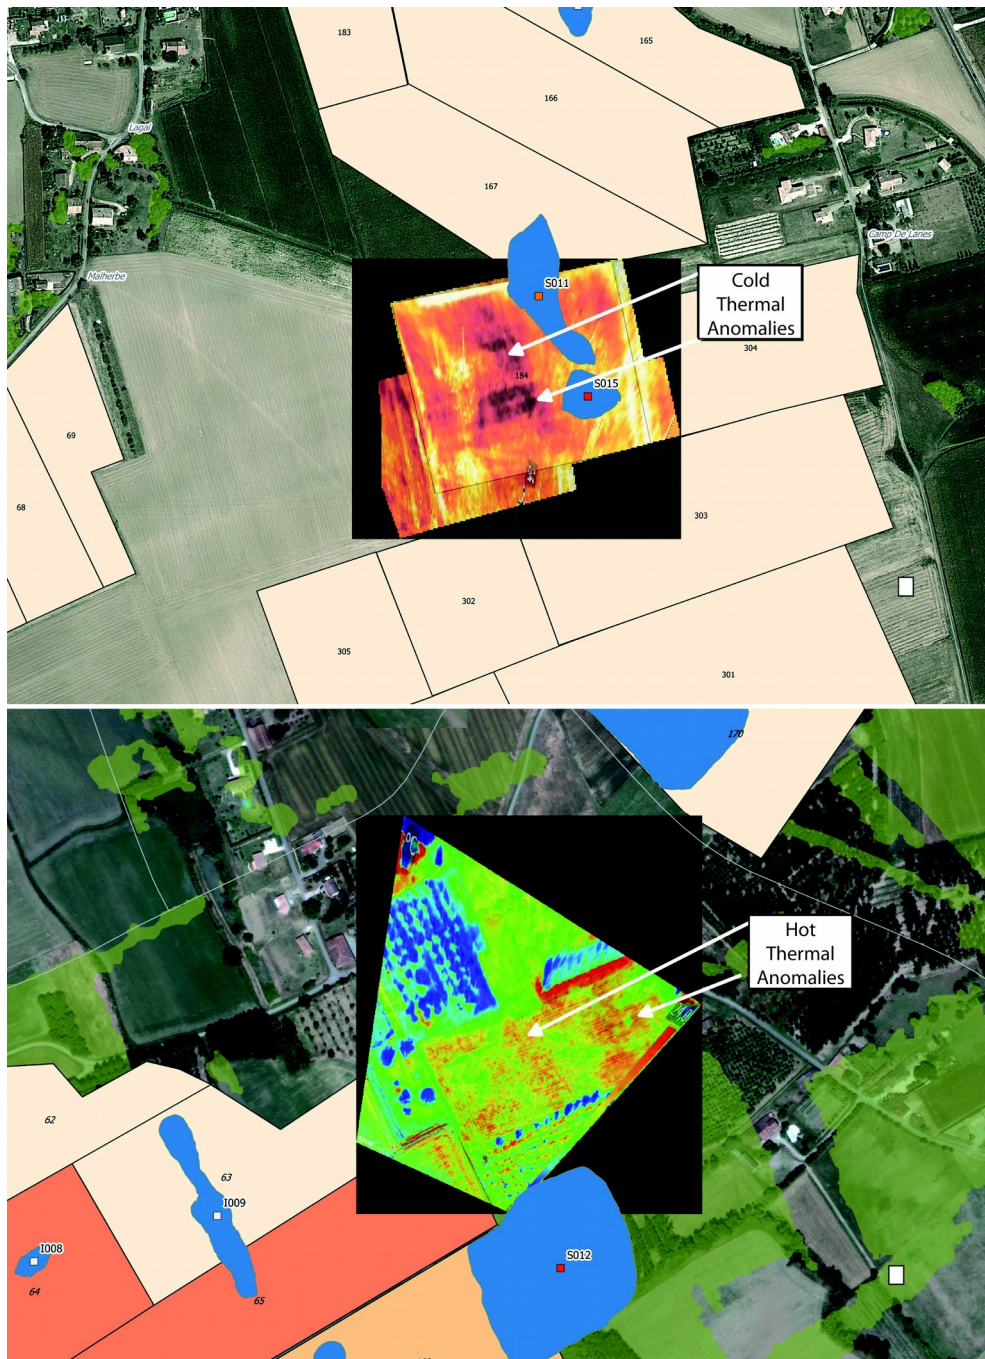 183
165
166
Lagal
167
Camp De Lanes
Malherbe
S011
Cold
Thermal
Anomalies
304
184
S015
69
68
303
302
305
301
170
Hot
Thermal
Anomalies
62
63
I009
I008
S012
64
65